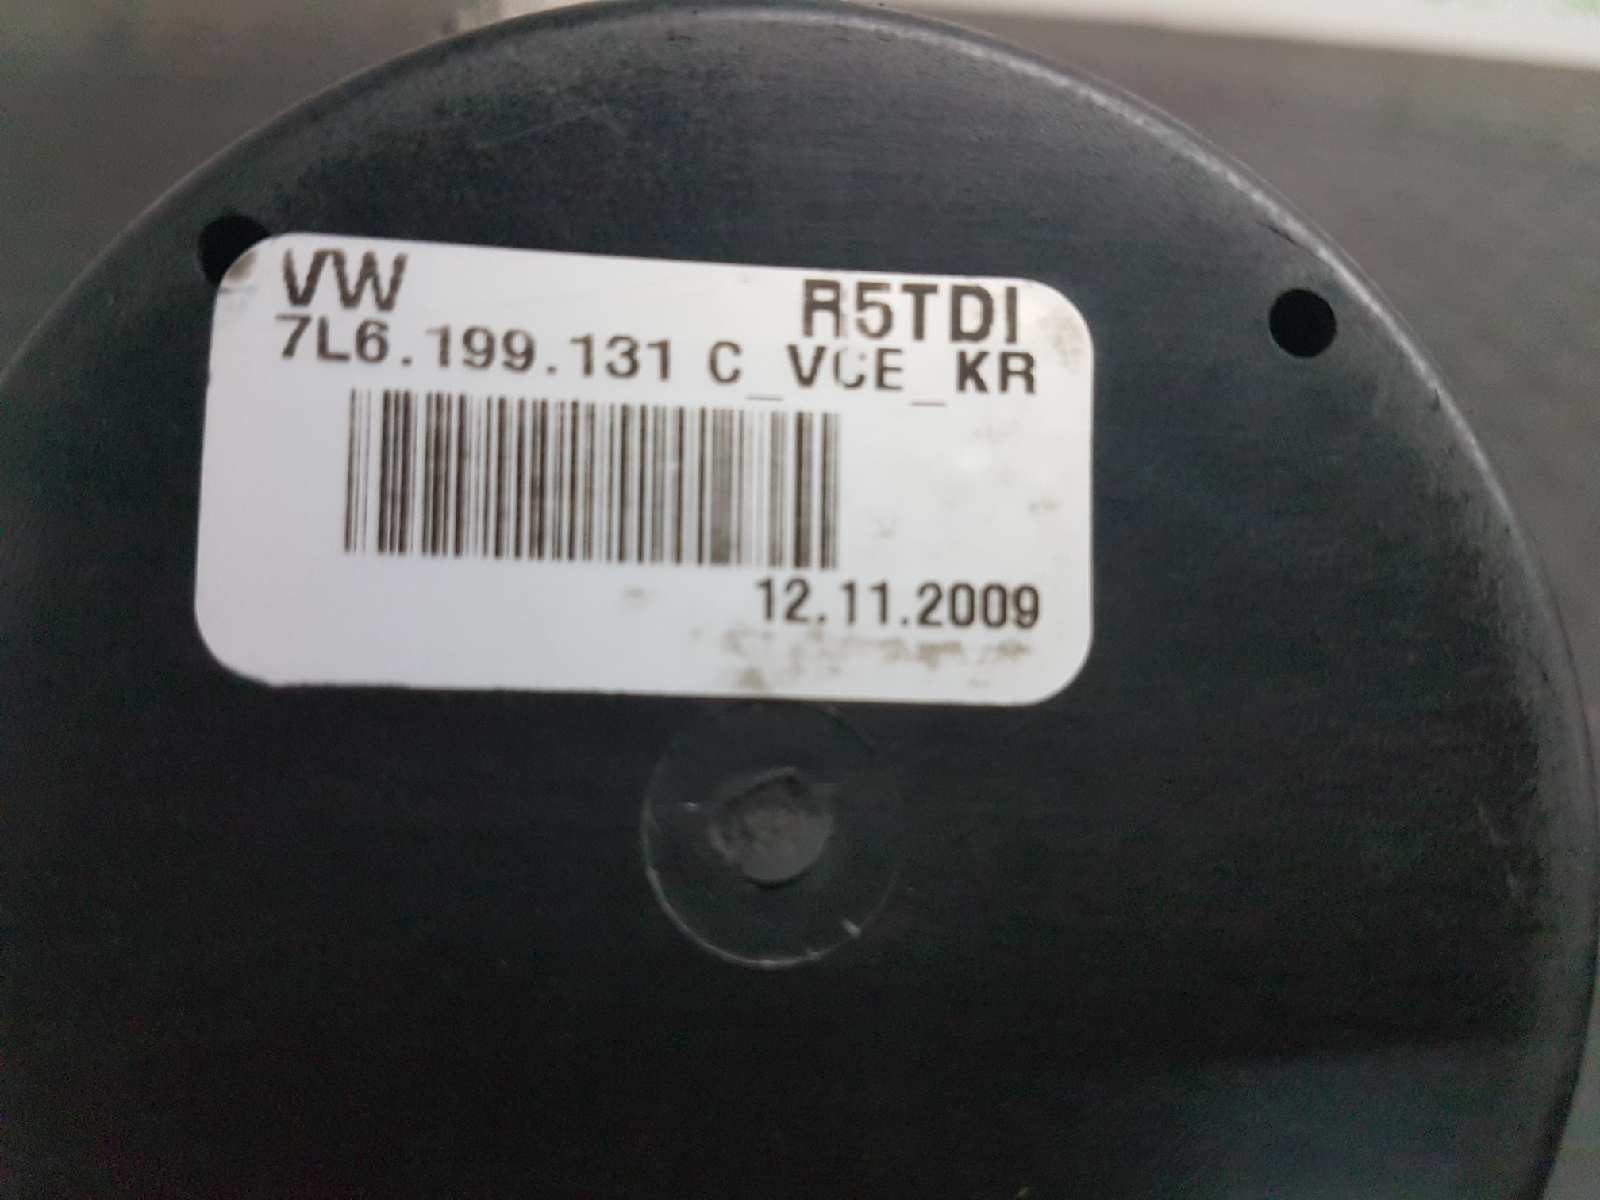 VW R5TDI
7L6.199.131 C_VCE_KR
12.11.2009